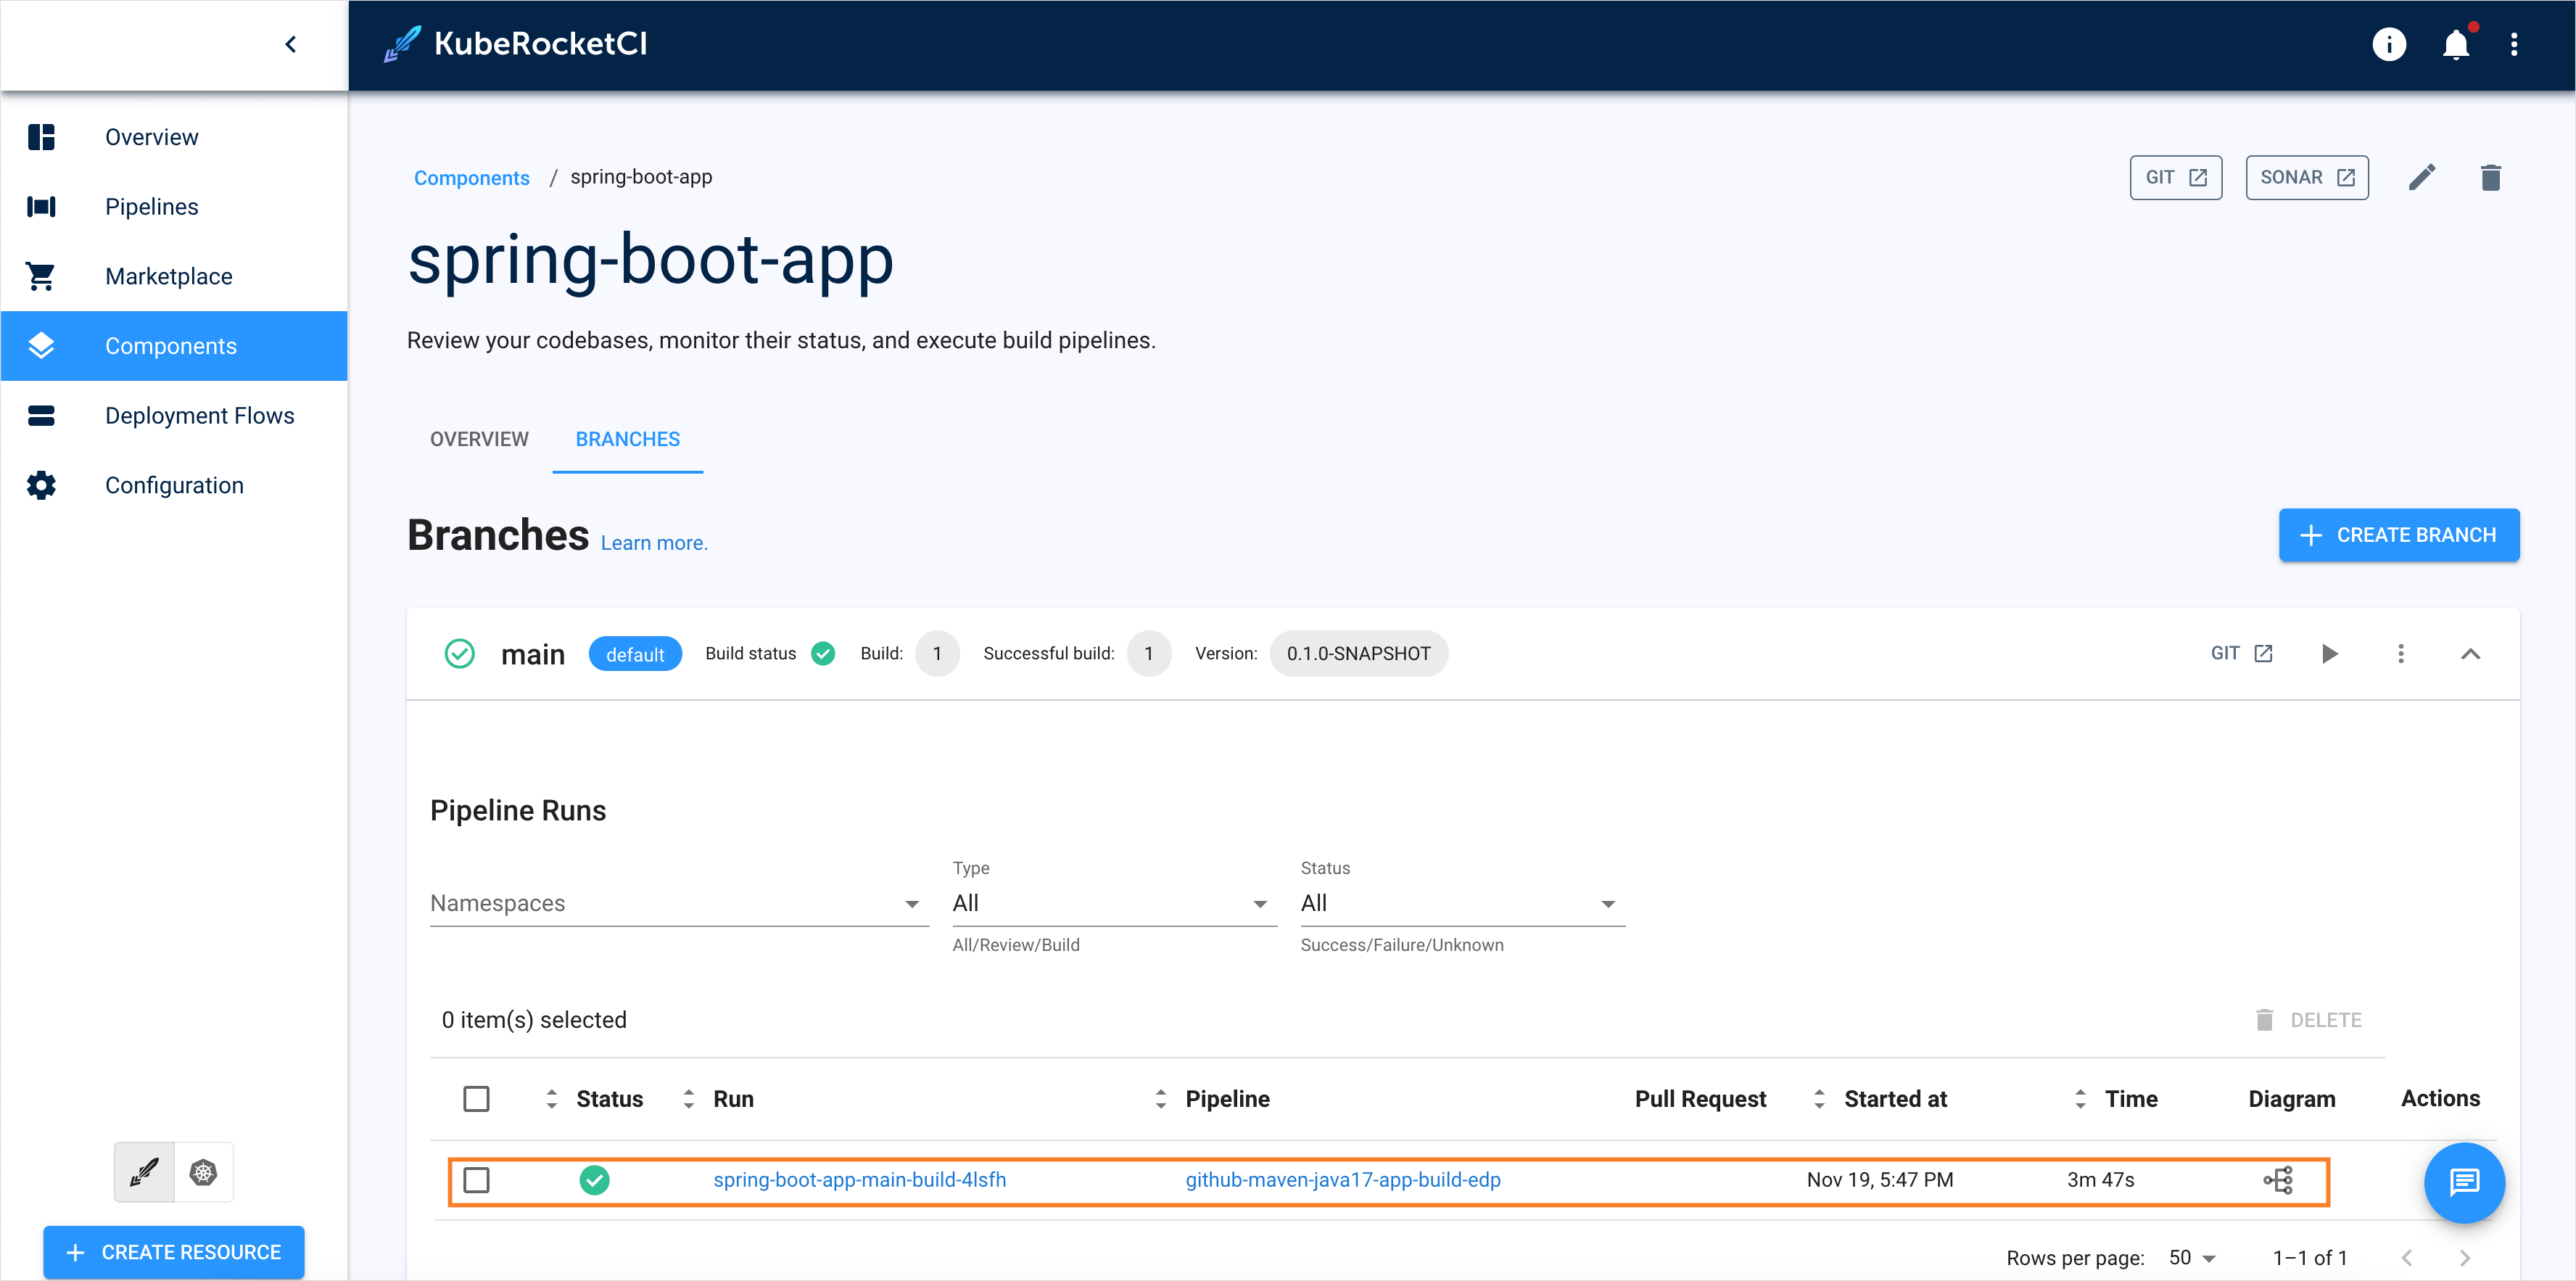 KubeRocketCI
Overview
Pipelines
Marketplace
Components
Deployment Flows
Configuration
CREATE RESOURCE
Components / spring-boot-app
GIT
SONAR
spring-boot-app
Review your codebases, monitor their status, and execute build pipelines.
OVERVIEW
BRANCHES
Branches Learn more.
CREATE BRANCH
main default Build status Build: 1 Successful build: 1 Version: 0.1.0-SNAPSHOT GIT
Pipeline Runs
Namespaces
Type
All
All/Review/Build
Status
All
Success/Failure/Unknown
0 item(s) selected
DELETE
Status Run Pipeline Pull Request Started at Time Diagram Actions
spring-boot-app-main-build-4lsfh github-maven-java17-app-build-edp Nov 19, 5:47 PM 3m 47s
Rows per page: 50 1–1 of 1